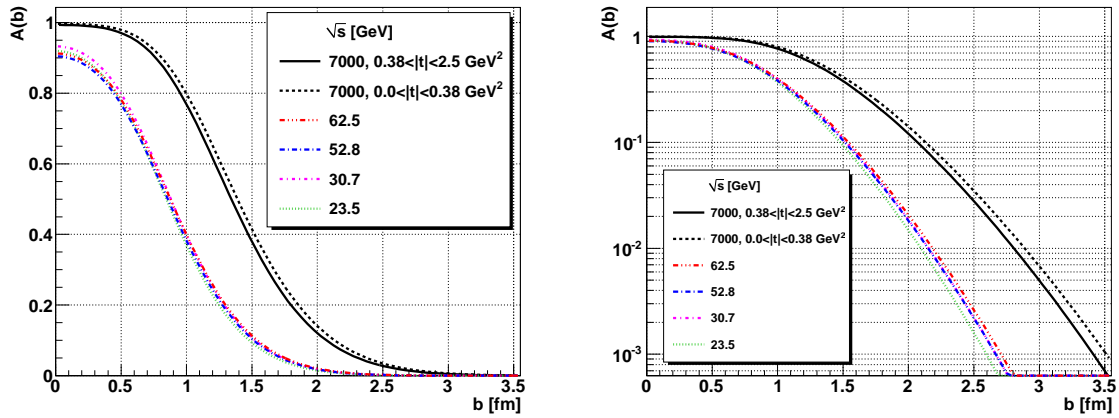 A(b)
1
0.8
0.6
0.4
0.2
0
0 0.5 1 1.5 2 2.5 3 3.5
b [fm]
√s [GeV]
7000, 0.38<|t|<2.5 GeV²
7000, 0.0<|t|<0.38 GeV²
62.5
52.8
30.7
23.5
A(b)
1
10⁻¹
10⁻²
10⁻³
0 0.5 1 1.5 2 2.5 3 3.5
b [fm]
√s [GeV]
7000, 0.38<|t|<2.5 GeV²
7000, 0.0<|t|<0.38 GeV²
62.5
52.8
30.7
23.5